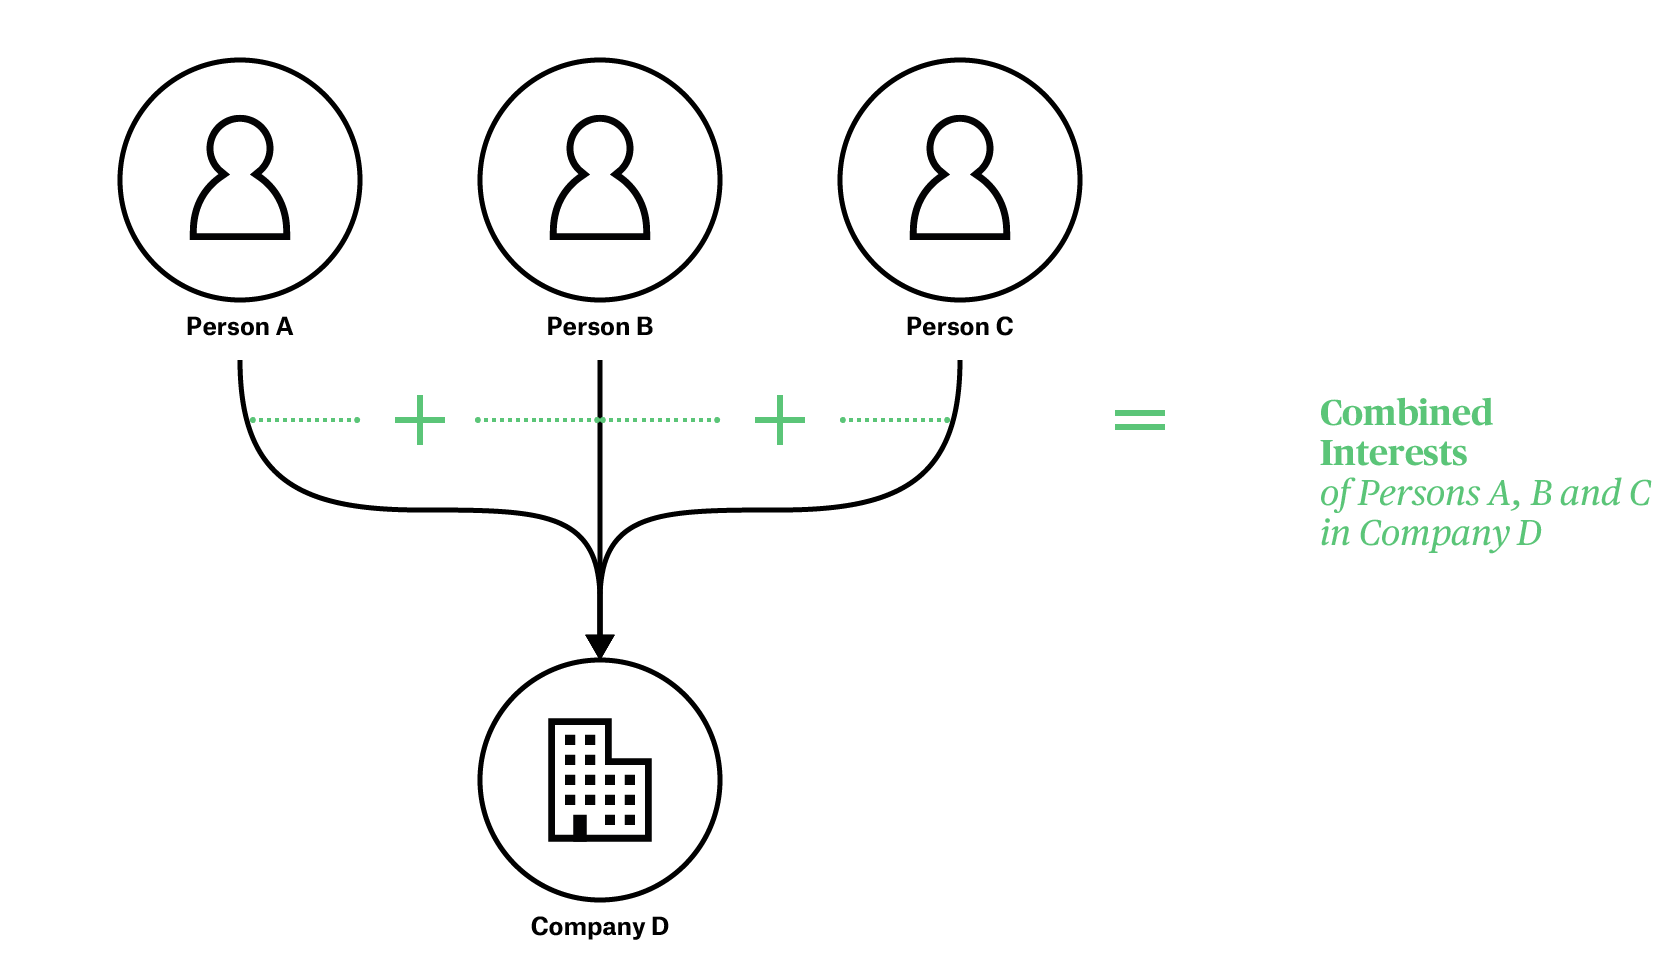 Person A
Person B
Person C
Combined
Interests
of Persons A, B and C
in Company D
Company D